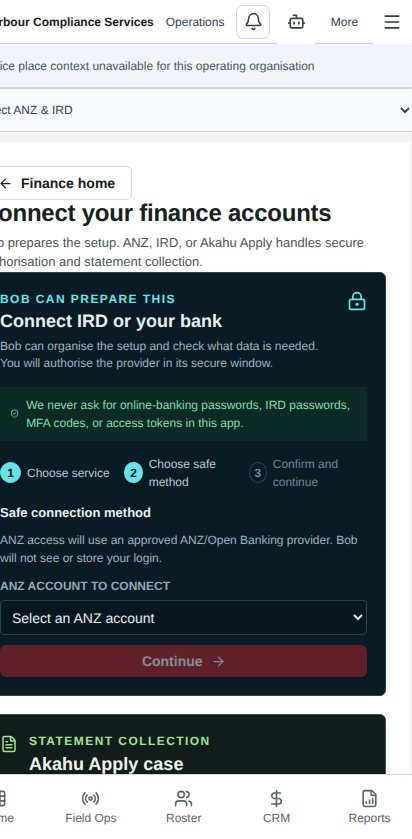 rbour Compliance Services Operations More
ice place context unavailable for this operating organisation
ect ANZ & IRD
Finance home
onnect your finance accounts
b prepares the setup. ANZ, IRD, or Akahu Apply handles secure
thorisation and statement collection.
BOB CAN PREPARE THIS
Connect IRD or your bank
Bob can organise the setup and check what data is needed.
You will authorise the provider in its secure window.
We never ask for online-banking passwords, IRD passwords,
MFA codes, or access tokens in this app.
1 Choose service 2 Choose safe method 3 Confirm and continue
Safe connection method
ANZ access will use an approved ANZ/Open Banking provider. Bob
will not see or store your login.
ANZ ACCOUNT TO CONNECT
Select an ANZ account
Continue
STATEMENT COLLECTION
Akahu Apply case
me Field Ops Roster CRM Reports